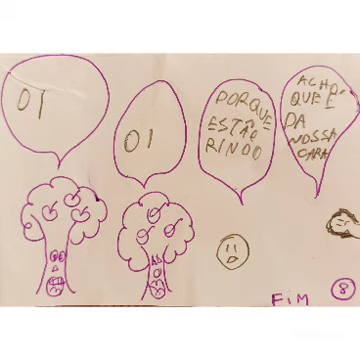 OI
OI
PORQUE
ESTÃO
RINDO
ACHO
QUE É
DA
NOSSA
CARA
FIM
8